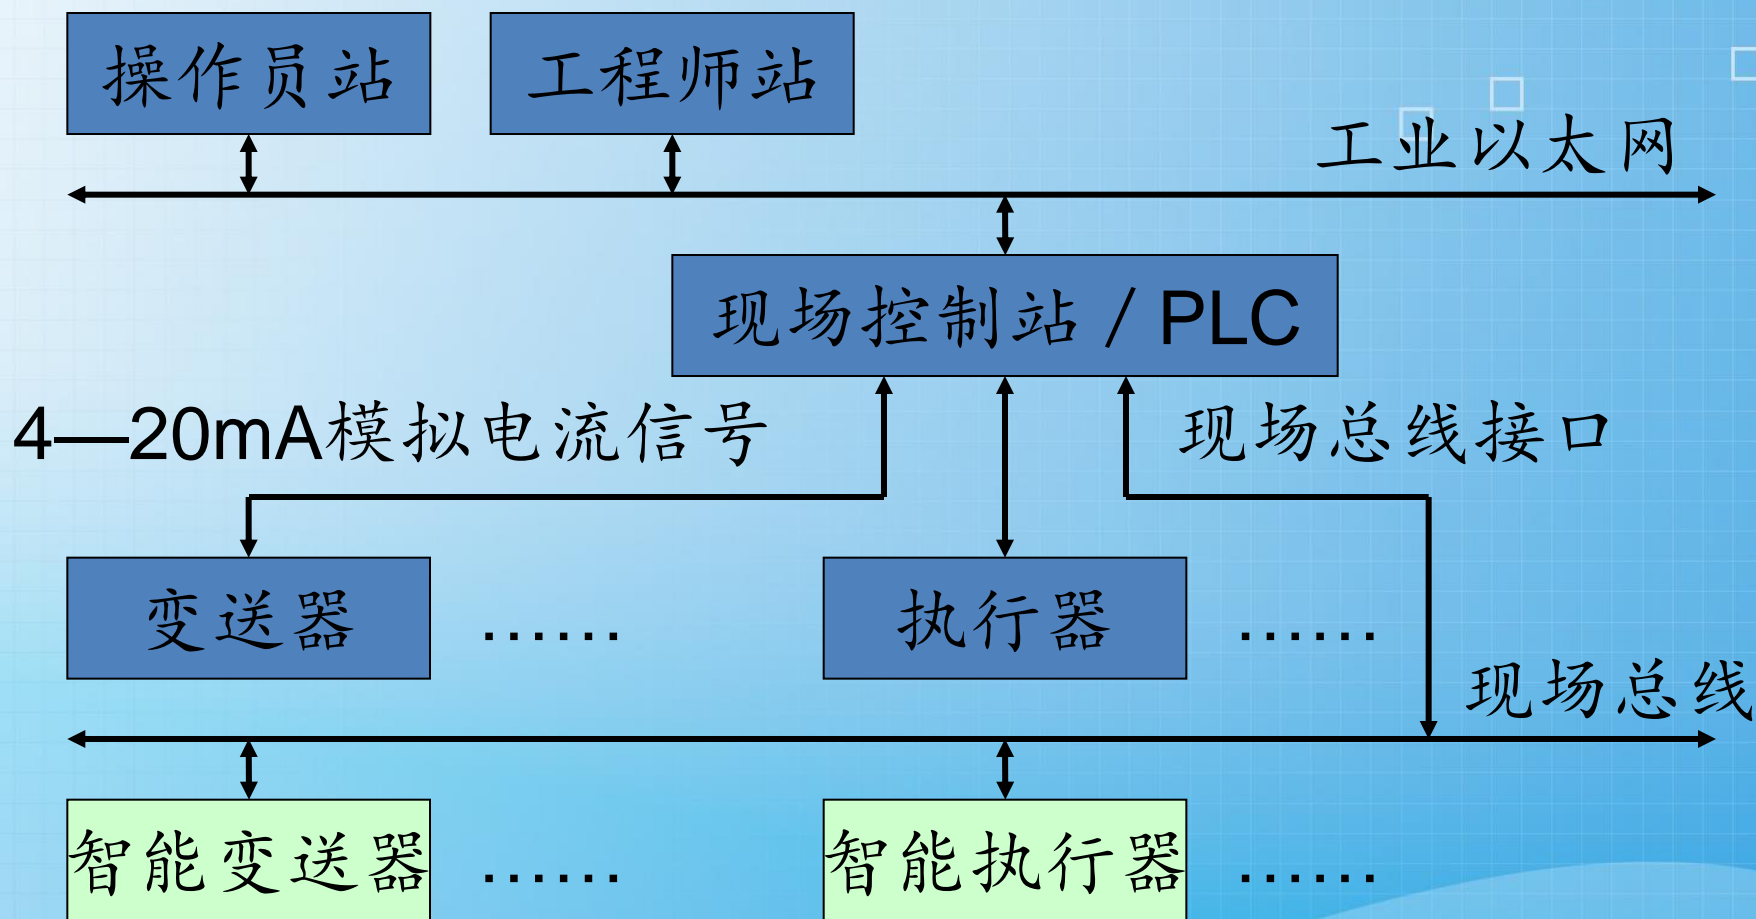 操作员站
工程师站
工业以太网
现场控制站／PLC
4—20mA模拟电流信号
现场总线接口
变送器
……
执行器
……
现场总线
智能变送器
……
智能执行器
……